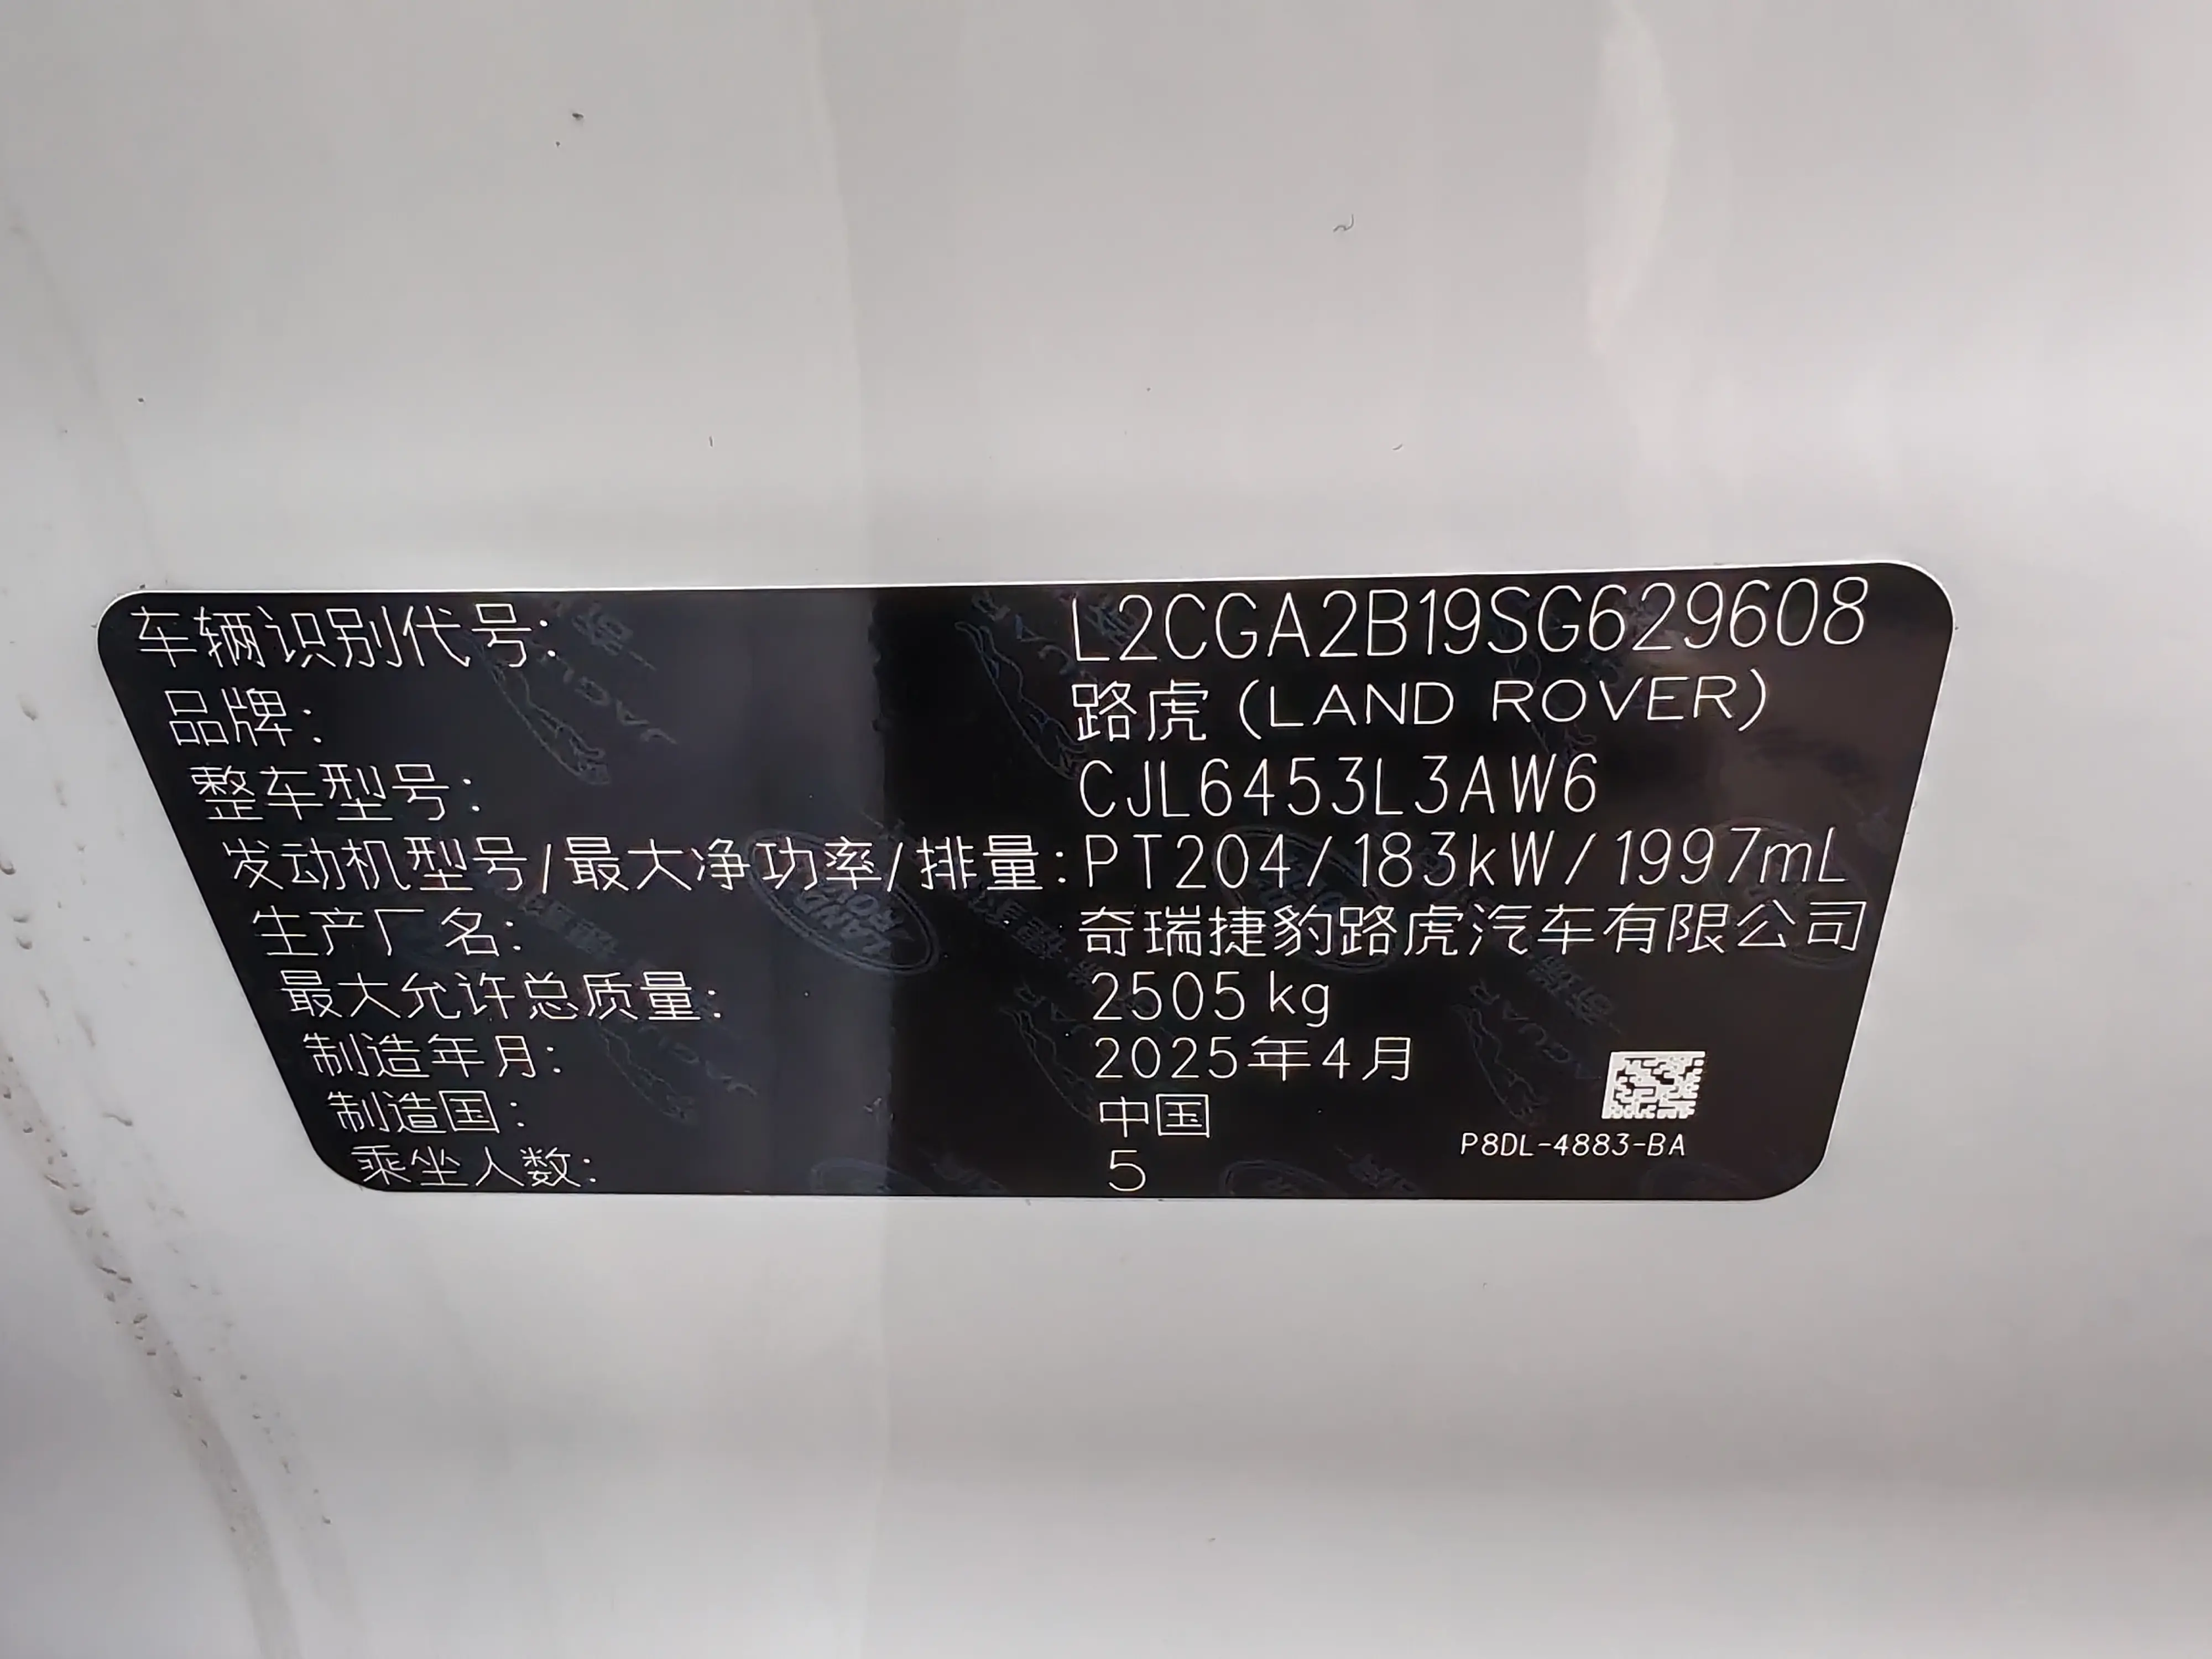 车辆识别代号: L2CGA2B19SG629608
品牌: 路虎 (LAND ROVER)
整车型号: CJL6453L3AW6
发动机型号/最大净功率/排量: PT204/183kW/1997mL
生产厂名: 奇瑞捷豹路虎汽车有限公司
最大允许总质量: 2505 kg
制造年月: 2025年4月
制造国: 中国
乘坐人数: 5
P8DL-4883-BA